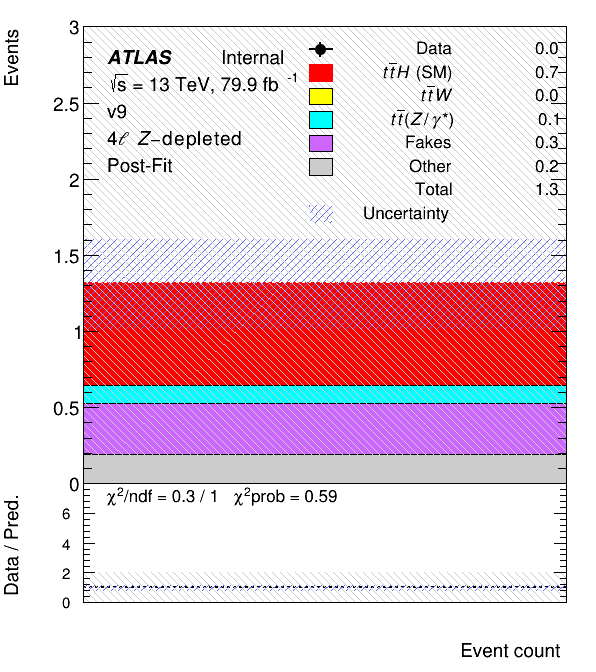 Events
3
2.5
2
1.5
1
0.5
0
ATLAS Internal
√s = 13 TeV, 79.9 fb⁻¹
v9
4ℓ Z−depleted
Post-Fit
Data 0.0
tt̄H (SM) 0.7
tt̄W 0.0
tt̄(Z/γ*) 0.1
Fakes 0.3
Other 0.2
Total 1.3
Uncertainty
χ²/ndf = 0.3 / 1 χ²prob = 0.59
Data / Pred.
6
4
2
0
Event count